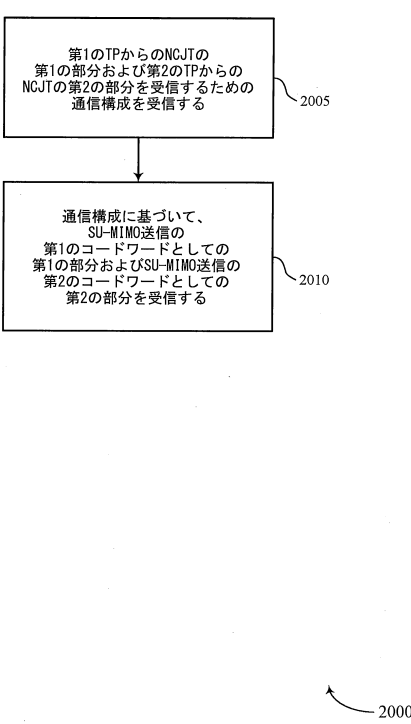 第1のTPからのNCJTの
第1の部分および第2のTPからの
NCJTの第2の部分を受信するための
通信構成を受信する
2005
通信構成に基づいて、
SU-MIMO送信の
第1のコードワードとしての
第1の部分およびSU-MIMO送信の
第2のコードワードとしての
第2の部分を受信する
2010
2000